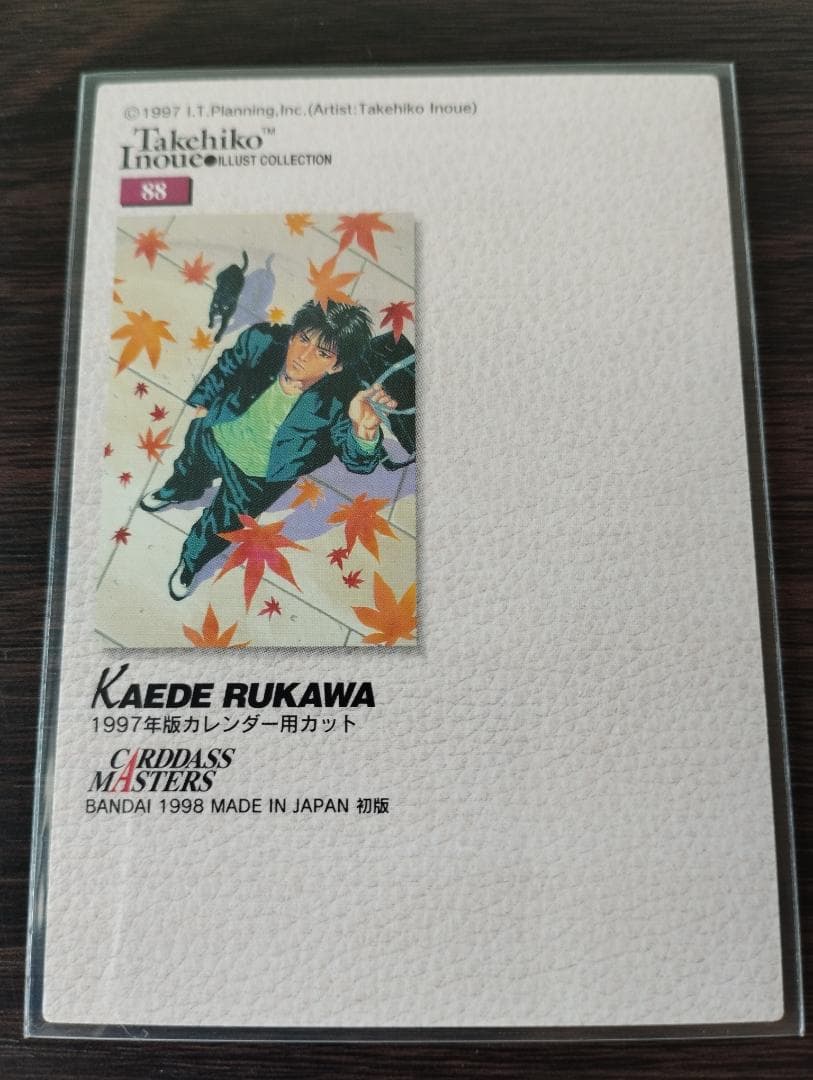 ©1997 I.T.Planning,Inc.(Artist:Takehiko Inoue)
Takehiko™
Inoue●ILLUST COLLECTION
88
KAEDE RUKAWA
1997年版カレンダー用カット
CARDDASS
MASTERS
BANDAI 1998 MADE IN JAPAN 初版